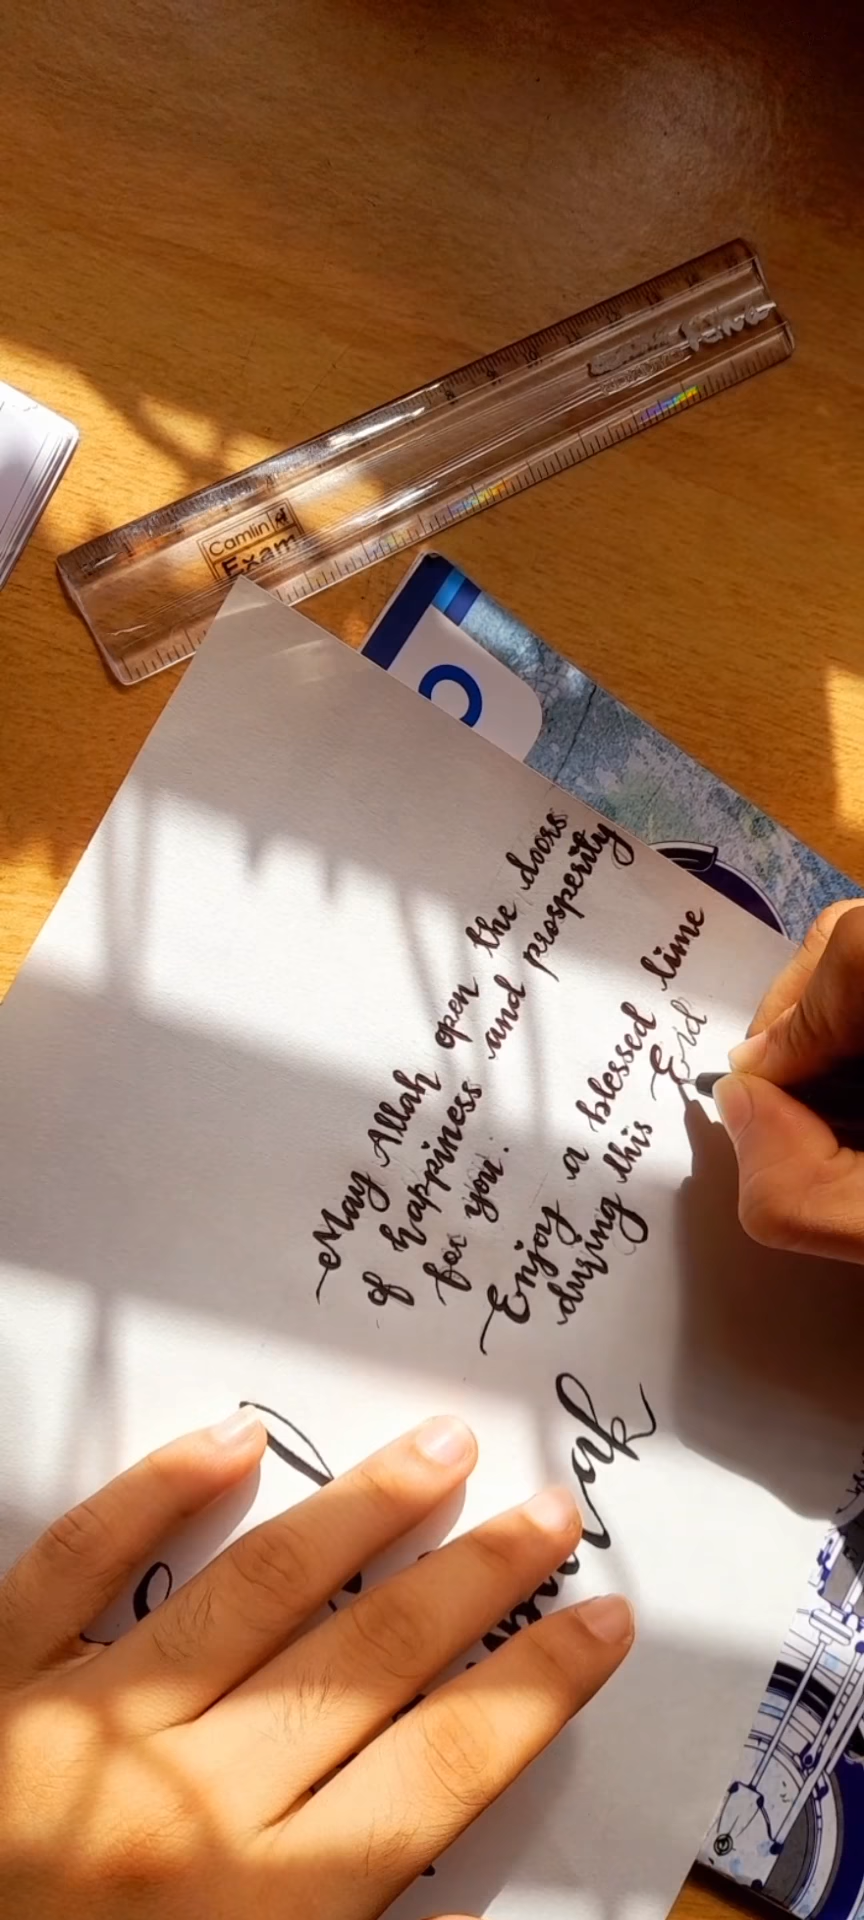 Camlin
Exam
May Allah open the doors
of happiness and prosperity
for you.
Enjoy a blessed time
during this Eid